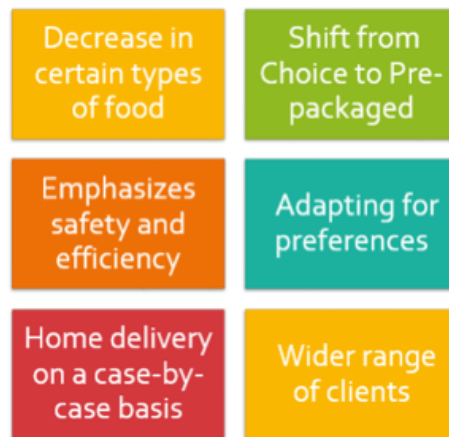 Decrease in
certain types
of food
Shift from
Choice to Pre-
packaged
Emphasizes
safety and
efficiency
Adapting for
preferences
Home delivery
on a case-by-
case basis
Wider range
of clients